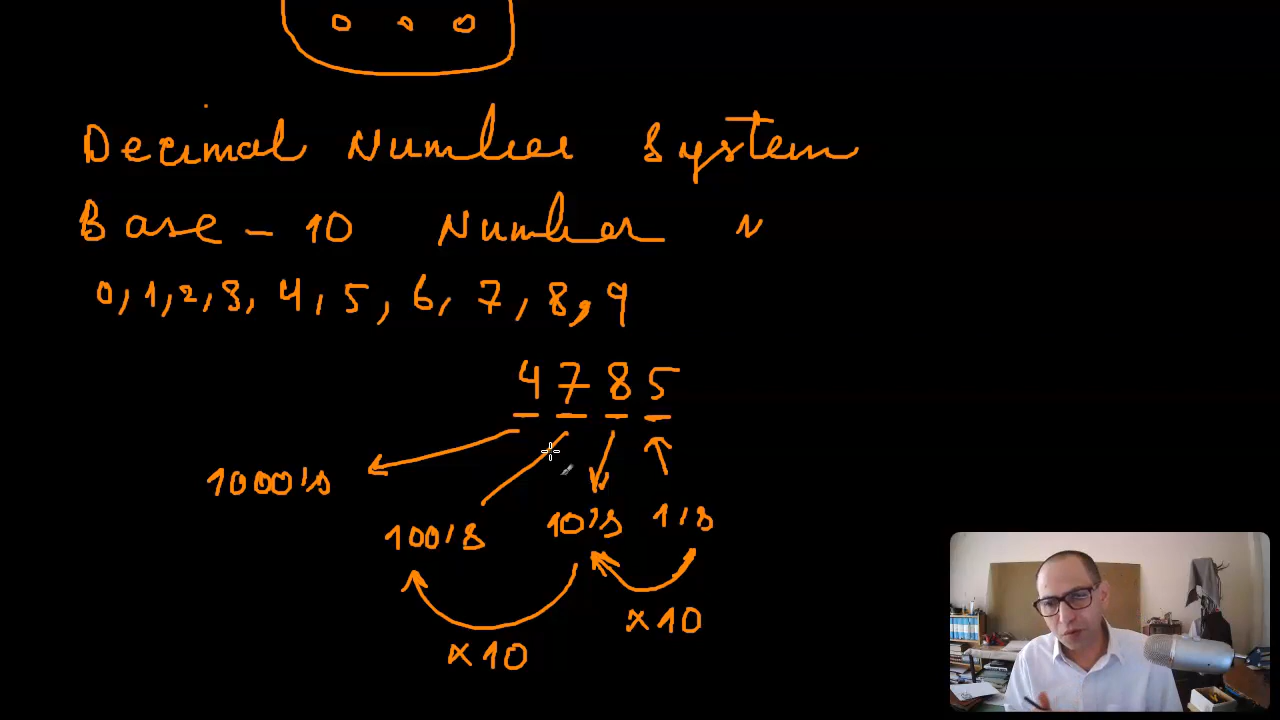 Decimal Number System
Base - 10 Number
0, 1, 2, 3, 4, 5, 6, 7, 8, 9
4 7 8 5
1000's
100's 10's 1's
x 10
x 10